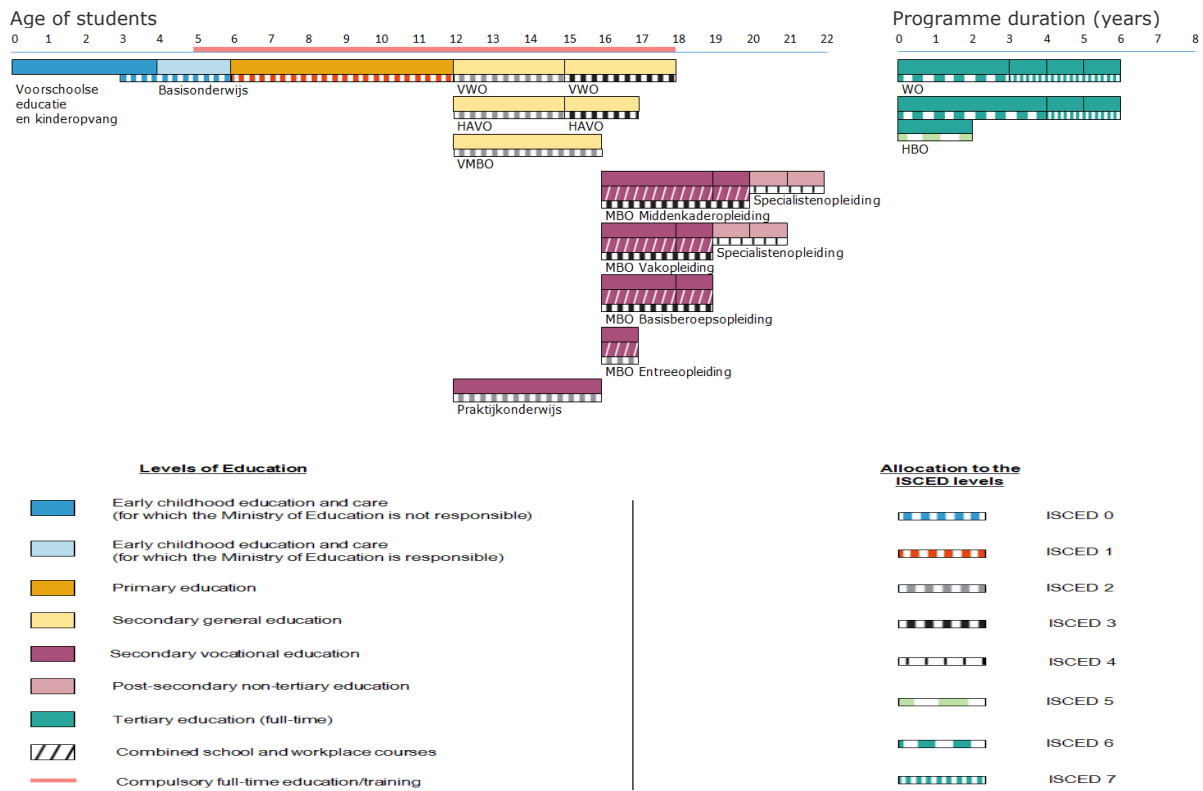 Age of students
Programme duration (years)
0 1 2 3 4 5 6 7 8 9 10 11 12 13 14 15 16 17 18 19 20 21 22
0 1 2 3 4 5 6 7 8
Voorschoolse
educatie
en kinderopvang
Basisonderwijs
VWO
VWO
WO
HAVO
HAVO
HBO
VMBO
Specialistenopleiding
MBO Middenkaderopleiding
Specialistenopleiding
MBO Vakopleiding
MBO Basisberoepsopleiding
MBO Entreeopleiding
Praktijkonderwijs
Levels of Education
Early childhood education and care
(for which the Ministry of Education is not responsible)
Early childhood education and care
(for which the Ministry of Education is responsible)
Primary education
Secondary general education
Secondary vocational education
Post-secondary non-tertiary education
Tertiary education (full-time)
Combined school and workplace courses
Compulsory full-time education/training
Allocation to the
ISCED levels
ISCED 0
ISCED 1
ISCED 2
ISCED 3
ISCED 4
ISCED 5
ISCED 6
ISCED 7